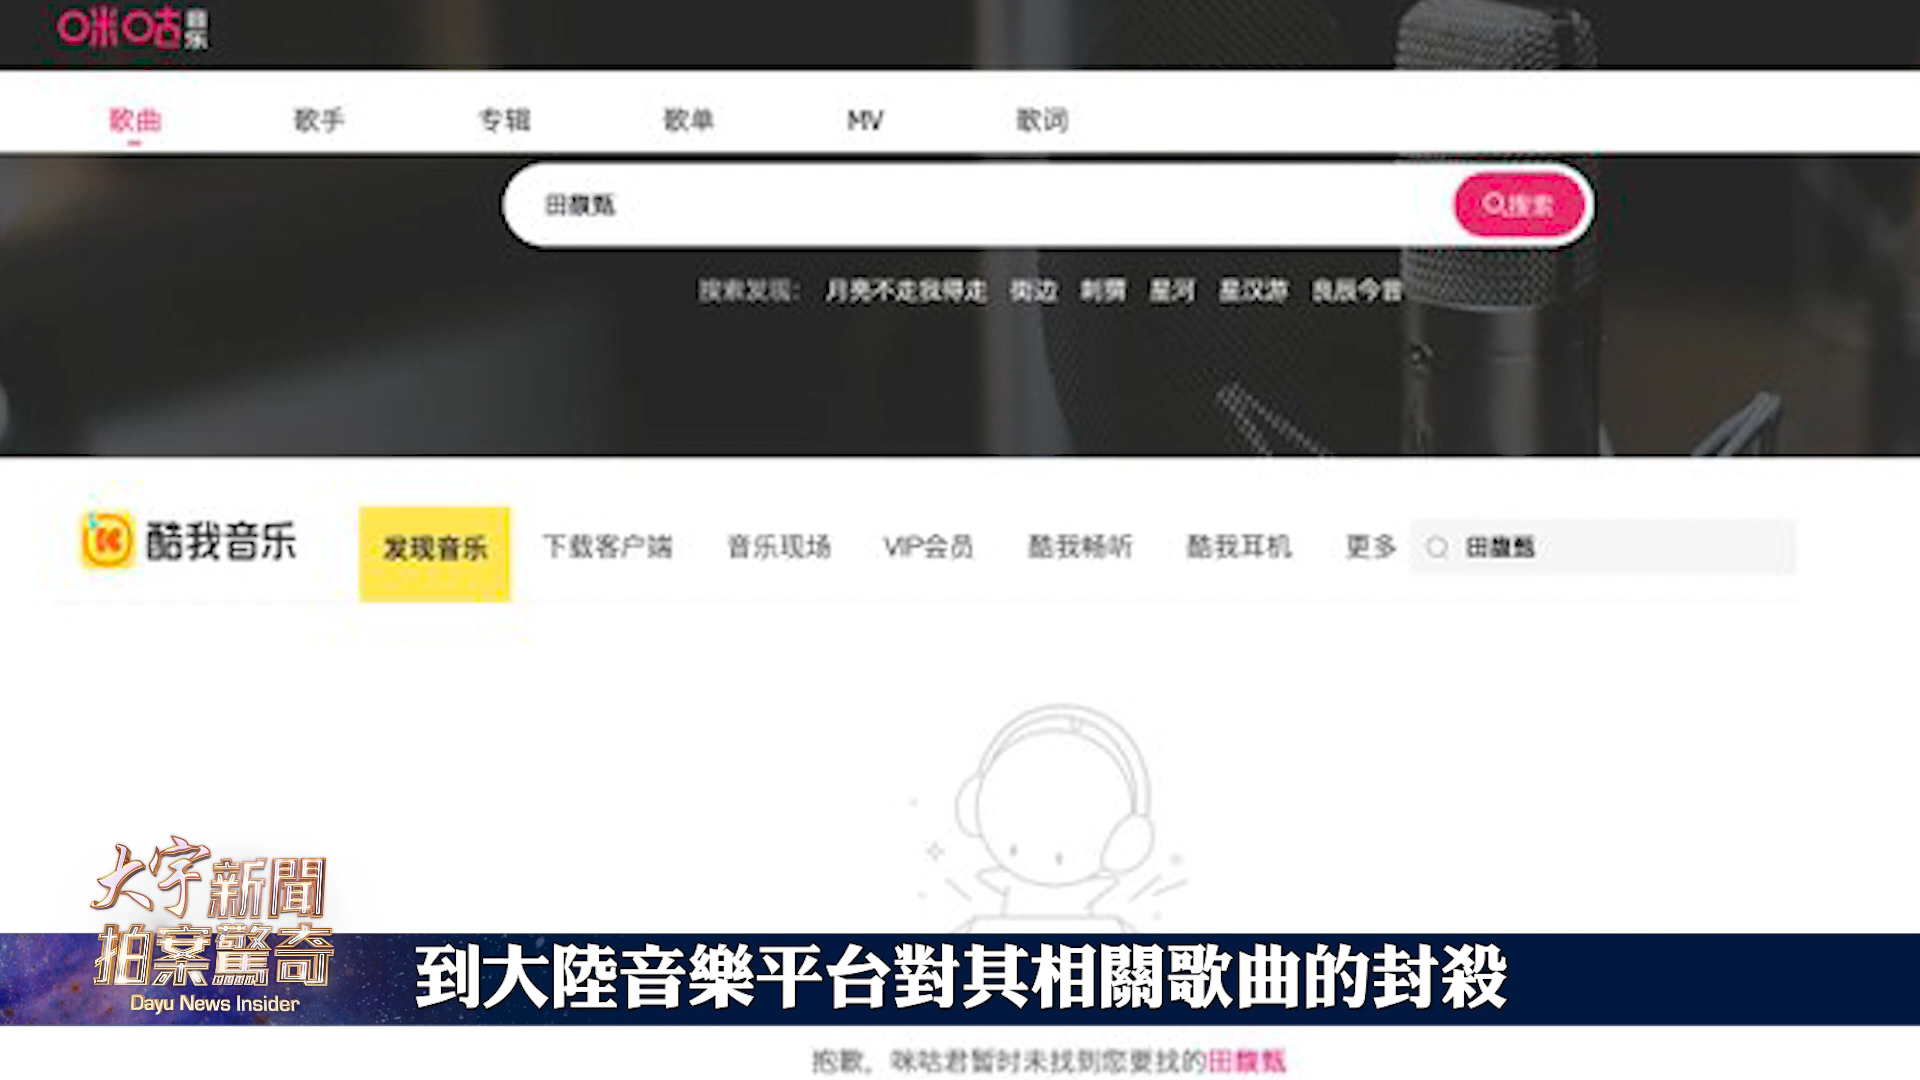 咪咕音乐
歌曲 歌手 专辑 歌单 MV 歌词
田馥甄 搜索
搜索发现： 月亮不走我得走 街边 刺猬 星河 星汉游 良辰今昔
酷我音乐 发现音乐 下载客户端 音乐现场 VIP会员 酷我畅听 酷我耳机 更多 田馥甄
大宇新聞
拍案驚奇
Dayu News Insider
到大陸音樂平台對其相關歌曲的封殺
抱歉，咪咕君暂时未找到您要找的田馥甄